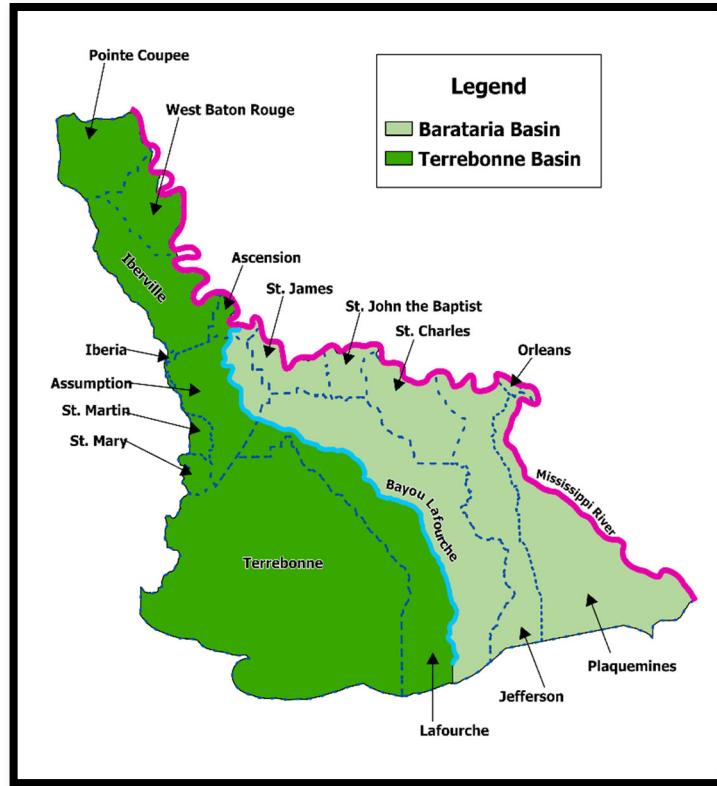 Pointe Coupee
West Baton Rouge
Legend
Barataria Basin
Terrebonne Basin
Iberville
Ascension
St. James
St. John the Baptist
St. Charles
Orleans
Iberia
Assumption
St. Martin
St. Mary
Bayou Lafourche
Mississippi River
Terrebonne
Plaquemines
Jefferson
Lafourche